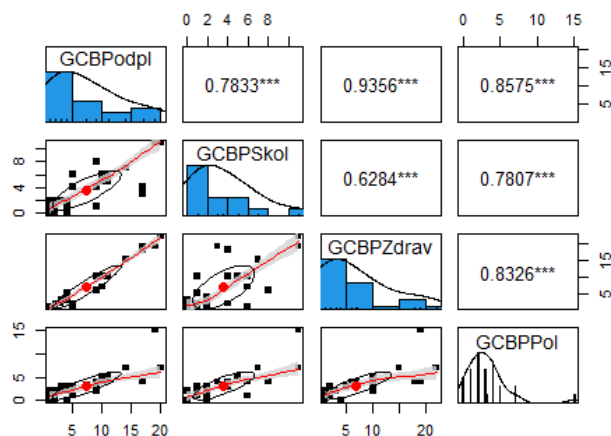 0 2 4 6 8
0 5 10 15
GCBPodpl
0.7833***
0.9356***
0.8575***
5 15
0 4 8
GCBPSkol
0.6284***
0.7807***
GCBPZdrav
0.8326***
5 15
0 5 15
GCBPPol
5 10 15 20
5 10 15 20